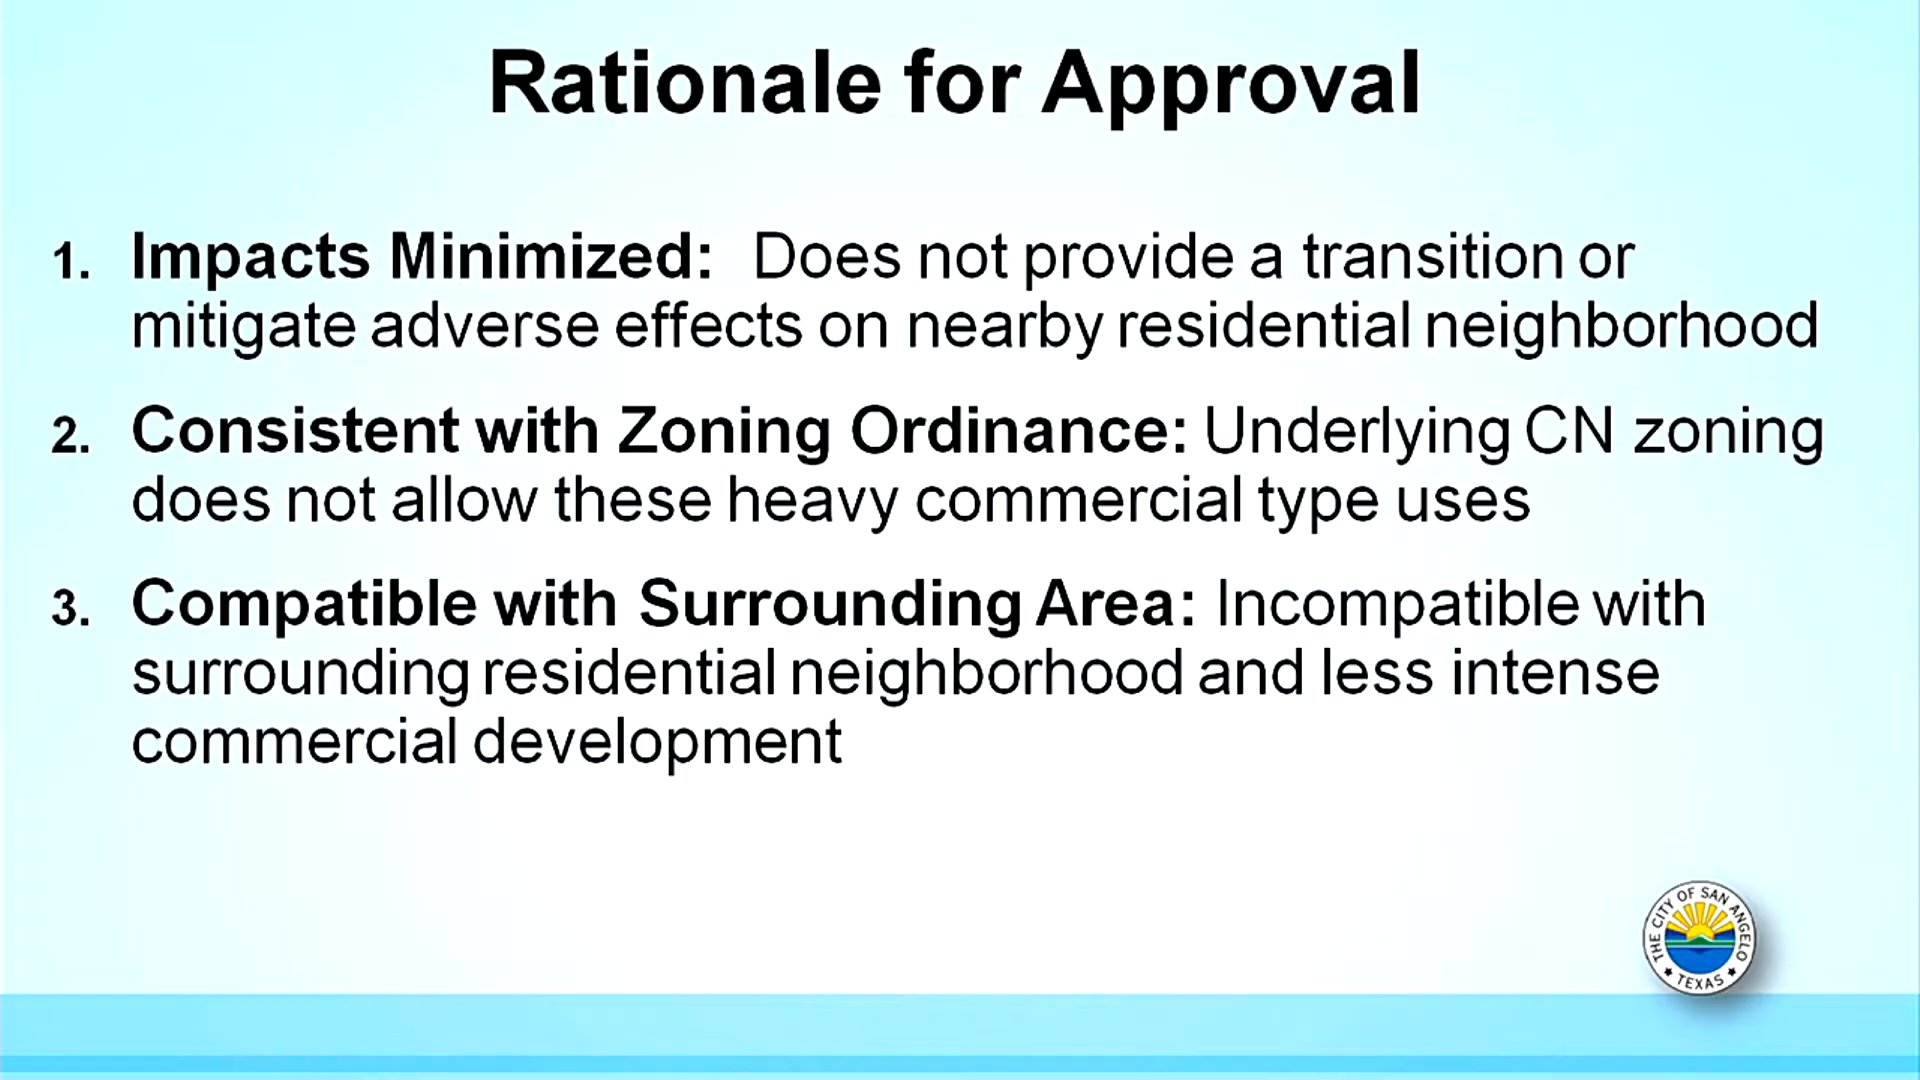 Rationale for Approval
1. Impacts Minimized: Does not provide a transition or
mitigate adverse effects on nearby residential neighborhood
2. Consistent with Zoning Ordinance: Underlying CN zoning
does not allow these heavy commercial type uses
3. Compatible with Surrounding Area: Incompatible with
surrounding residential neighborhood and less intense
commercial development
THE CITY OF SAN ANGELO
TEXAS